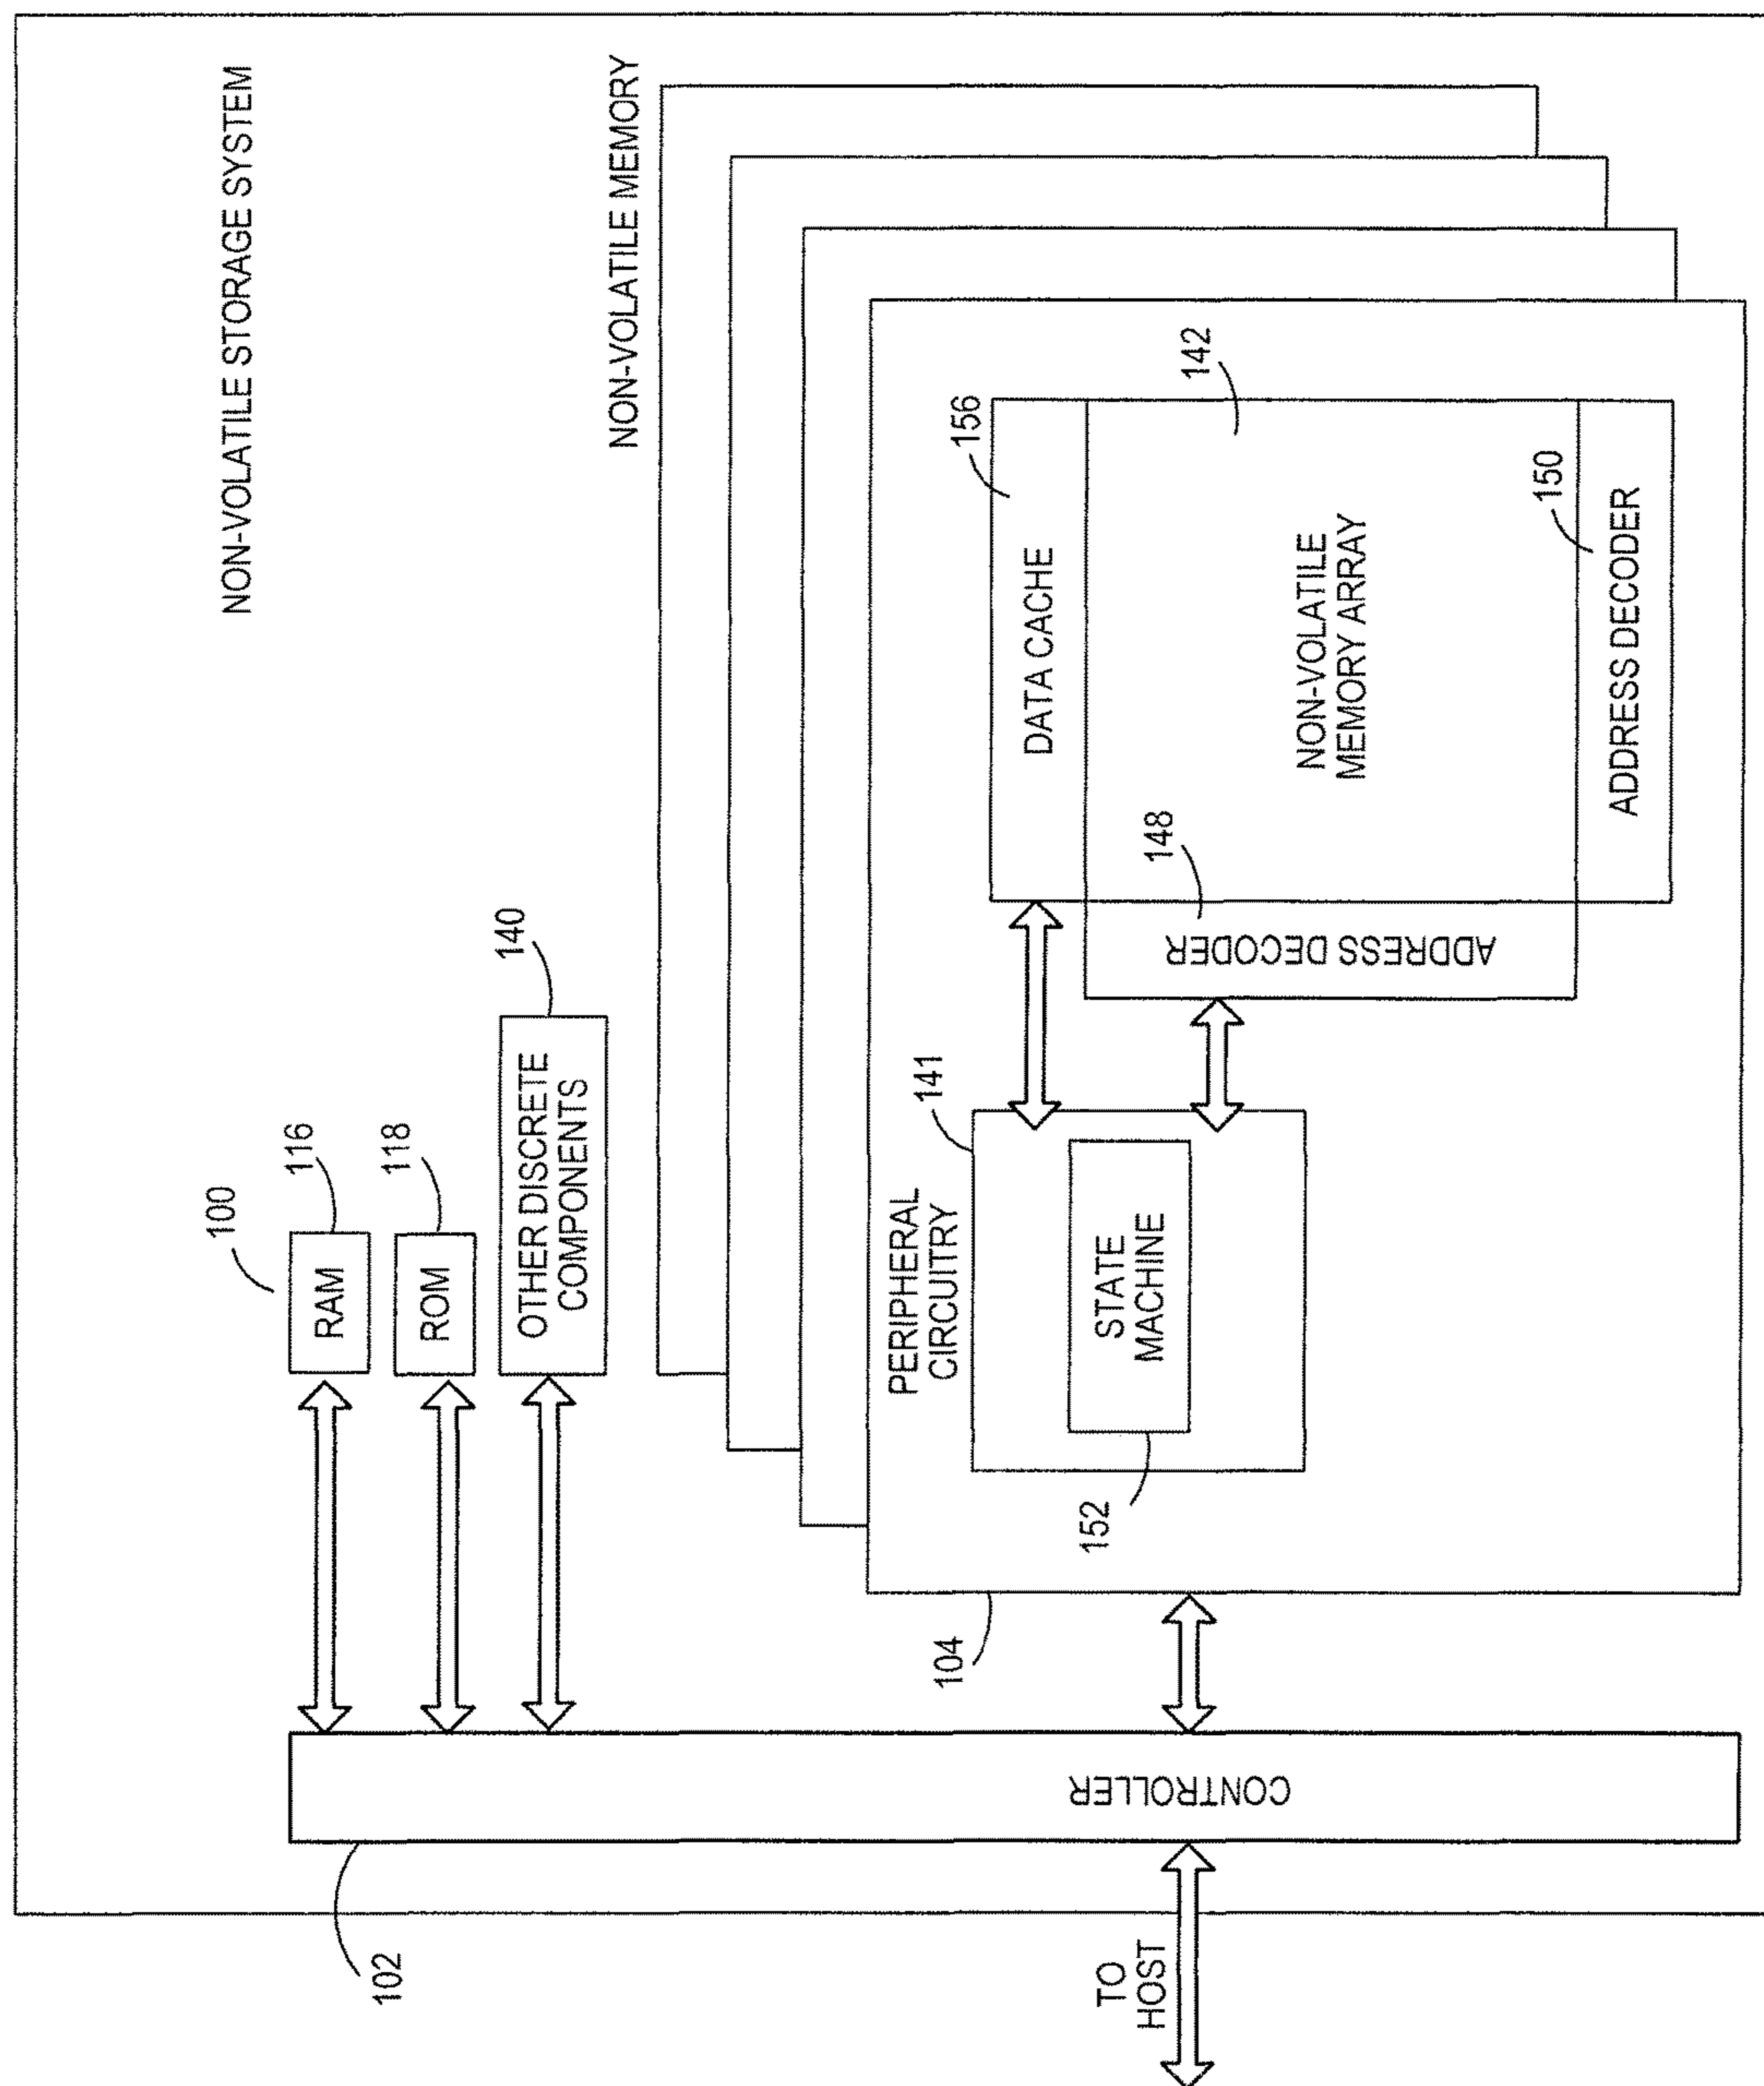 NON-VOLATILE STORAGE SYSTEM
100
RAM
116
ROM
118
OTHER DISCRETE
COMPONENTS
140
NON-VOLATILE MEMORY
102
CONTROLLER
TO
HOST
104
PERIPHERAL
CIRCUITRY
141
STATE
MACHINE
152
DATA CACHE
156
ADDRESS DECODER
148
NON-VOLATILE
MEMORY ARRAY
142
ADDRESS DECODER
150